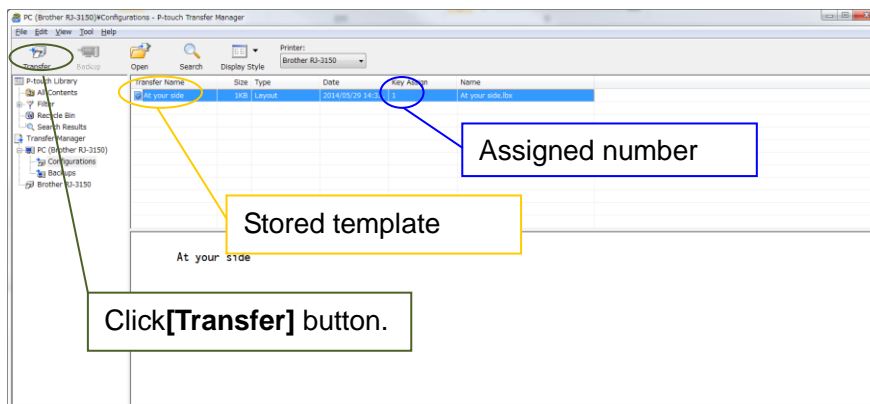 PC (Brother RJ-3150)¥Configurations - P-touch Transfer Manager
File Edit View Tool Help
Transfer Backup Open Search Display Style Printer:
Brother RJ-3150
P-touch Library
All Contents
Filter
Recycle Bin
Search Results
Transfer Manager
PC (Brother RJ-3150)
Configurations
Backups
Brother RJ-3150
Transfer Name Size Type Date Key Assign Name
At your side 1KB Layout 2014/05/29 14:3 1 At your side.lbx
Assigned number
Stored template
At your side
Click[Transfer] button.